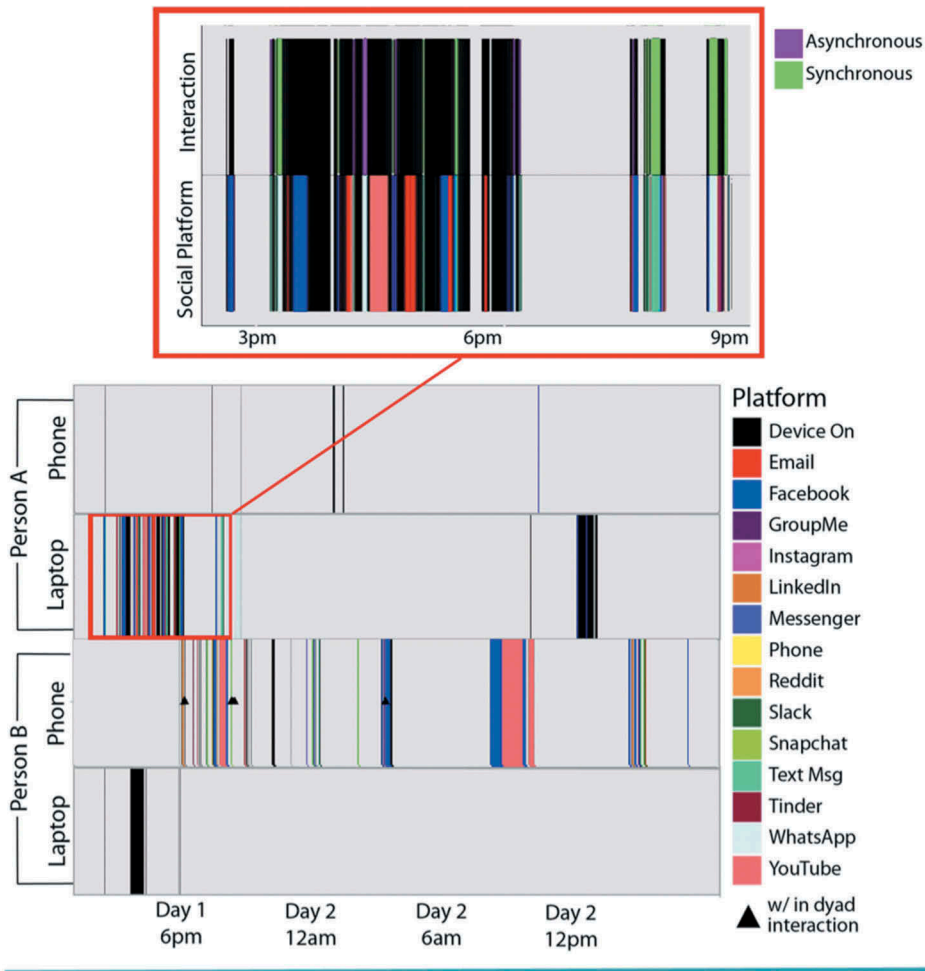 Interaction
Social Platform
3pm
6pm
9pm
Asynchronous
Synchronous
Person A
Phone
Laptop
Person B
Phone
Laptop
Day 1
6pm
Day 2
12am
Day 2
6am
Day 2
12pm
Platform
Device On
Email
Facebook
GroupMe
Instagram
LinkedIn
Messenger
Phone
Reddit
Slack
Snapchat
Text Msg
Tinder
WhatsApp
YouTube
w/ in dyad
interaction